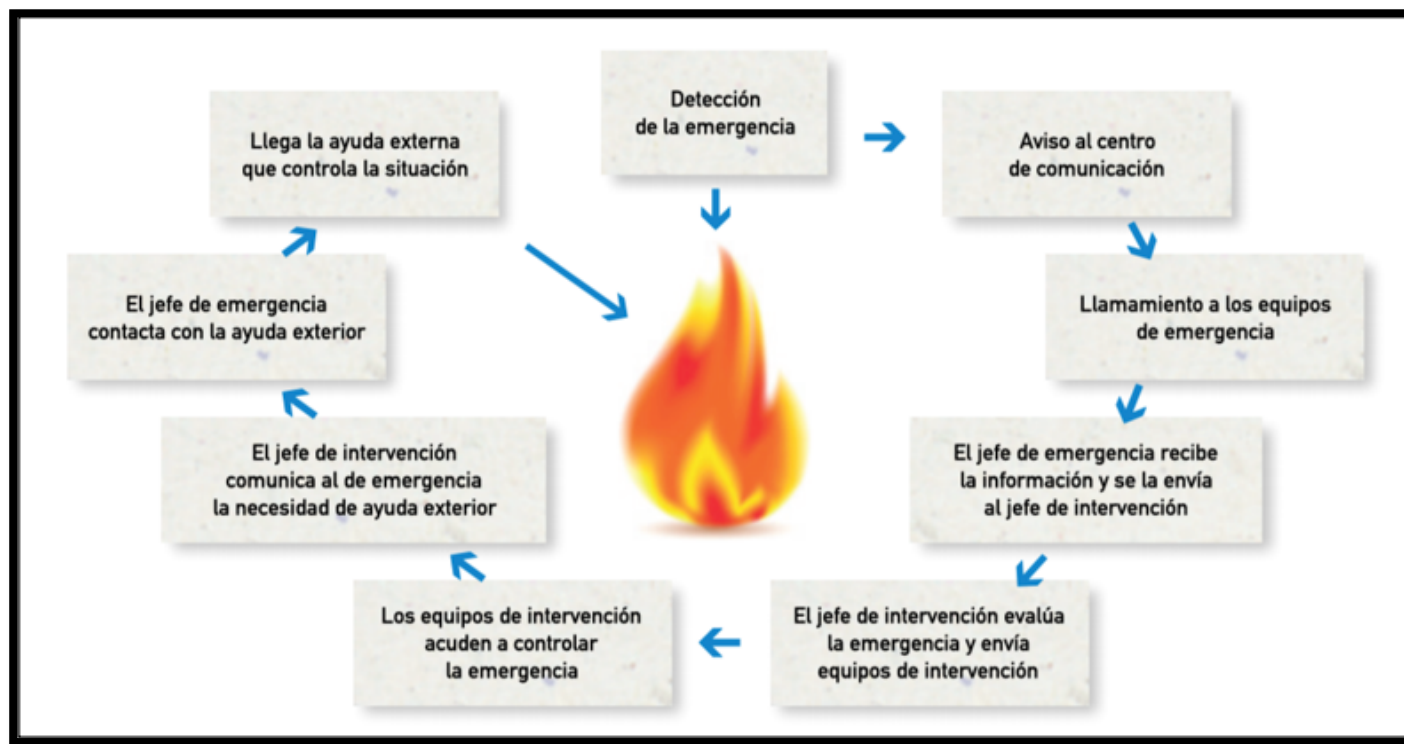 Detección
de la emergencia
Aviso al centro
de comunicación
Llamamiento a los equipos
de emergencia
El jefe de emergencia recibe
la información y se la envía
al jefe de intervención
El jefe de intervención evalúa
la emergencia y envía
equipos de intervención
Los equipos de intervención
acuden a controlar
la emergencia
El jefe de intervención
comunica al de emergencia
la necesidad de ayuda exterior
El jefe de emergencia
contacta con la ayuda exterior
Llega la ayuda externa
que controla la situación